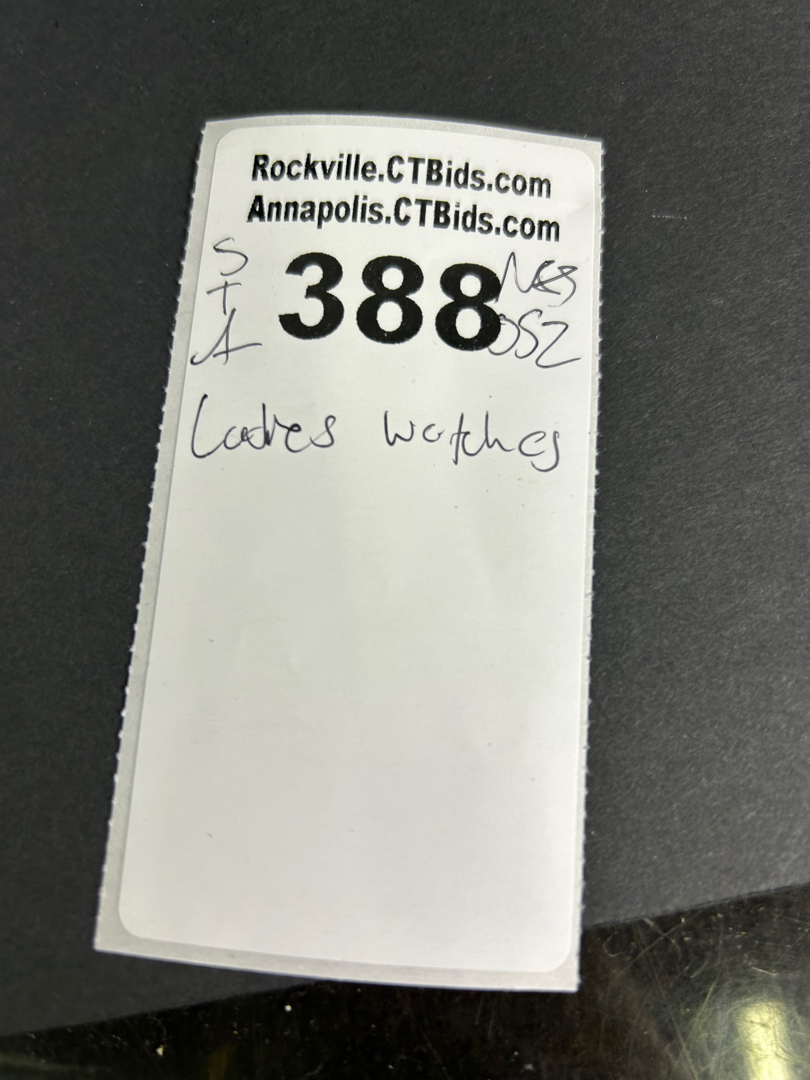 Rockville.CTBids.com
Annapolis.CTBids.com
S
T
A
388
Ladies watches